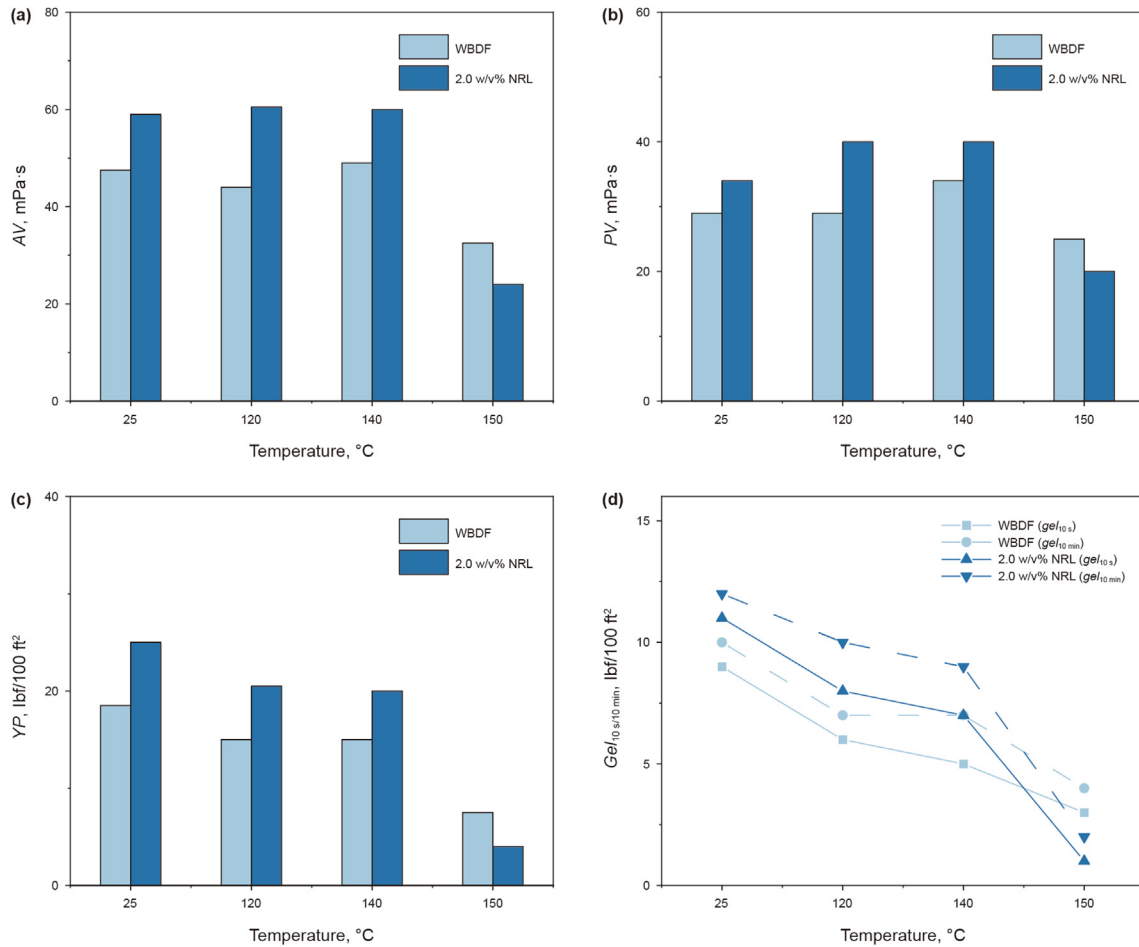 (a)
80
60
40
20
0
AV, mPa·s
WBDF
2.0 w/v% NRL
25 120 140 150
Temperature, °C
(b)
60
40
20
0
PV, mPa·s
WBDF
2.0 w/v% NRL
25 120 140 150
Temperature, °C
(c)
40
20
0
YP, lbf/100 ft²
WBDF
2.0 w/v% NRL
25 120 140 150
Temperature, °C
(d)
15
10
5
0
Gel10 s/10 min, lbf/100 ft²
WBDF (gel10 s)
WBDF (gel10 min)
2.0 w/v% NRL (gel10 s)
2.0 w/v% NRL (gel10 min)
25 120 140 150
Temperature, °C